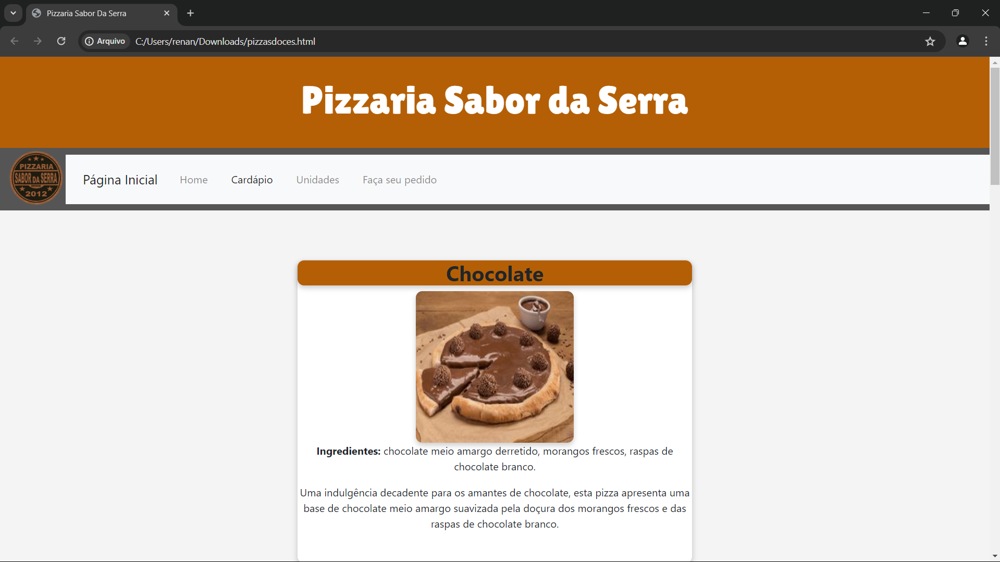 Pizzaria Sabor Da Serra
Arquivo
C:/Users/renan/Downloads/pizzasdoces.html
Pizzaria Sabor da Serra
PIZZARIA
SABOR DA SERRA
DESDE
2012
Página Inicial
Home
Cardápio
Unidades
Faça seu pedido
Chocolate
Ingredientes: chocolate meio amargo derretido, morangos frescos, raspas de
chocolate branco.
Uma indulgência decadente para os amantes de chocolate, esta pizza apresenta uma
base de chocolate meio amargo suavizada pela doçura dos morangos frescos e das
raspas de chocolate branco.